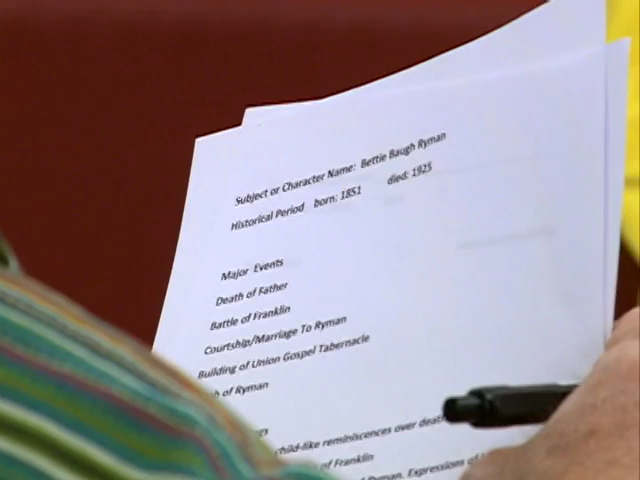 Subject or Character Name: Bettie Baugh Ryman
Historical Period born: 1851 died: 1925
Major Events
Death of Father
Battle of Franklin
Courtship/Marriage To Ryman
Building of Union Gospel Tabernacle
of Ryman
child-like reminiscences over
of Franklin
Ryman. Expressions of